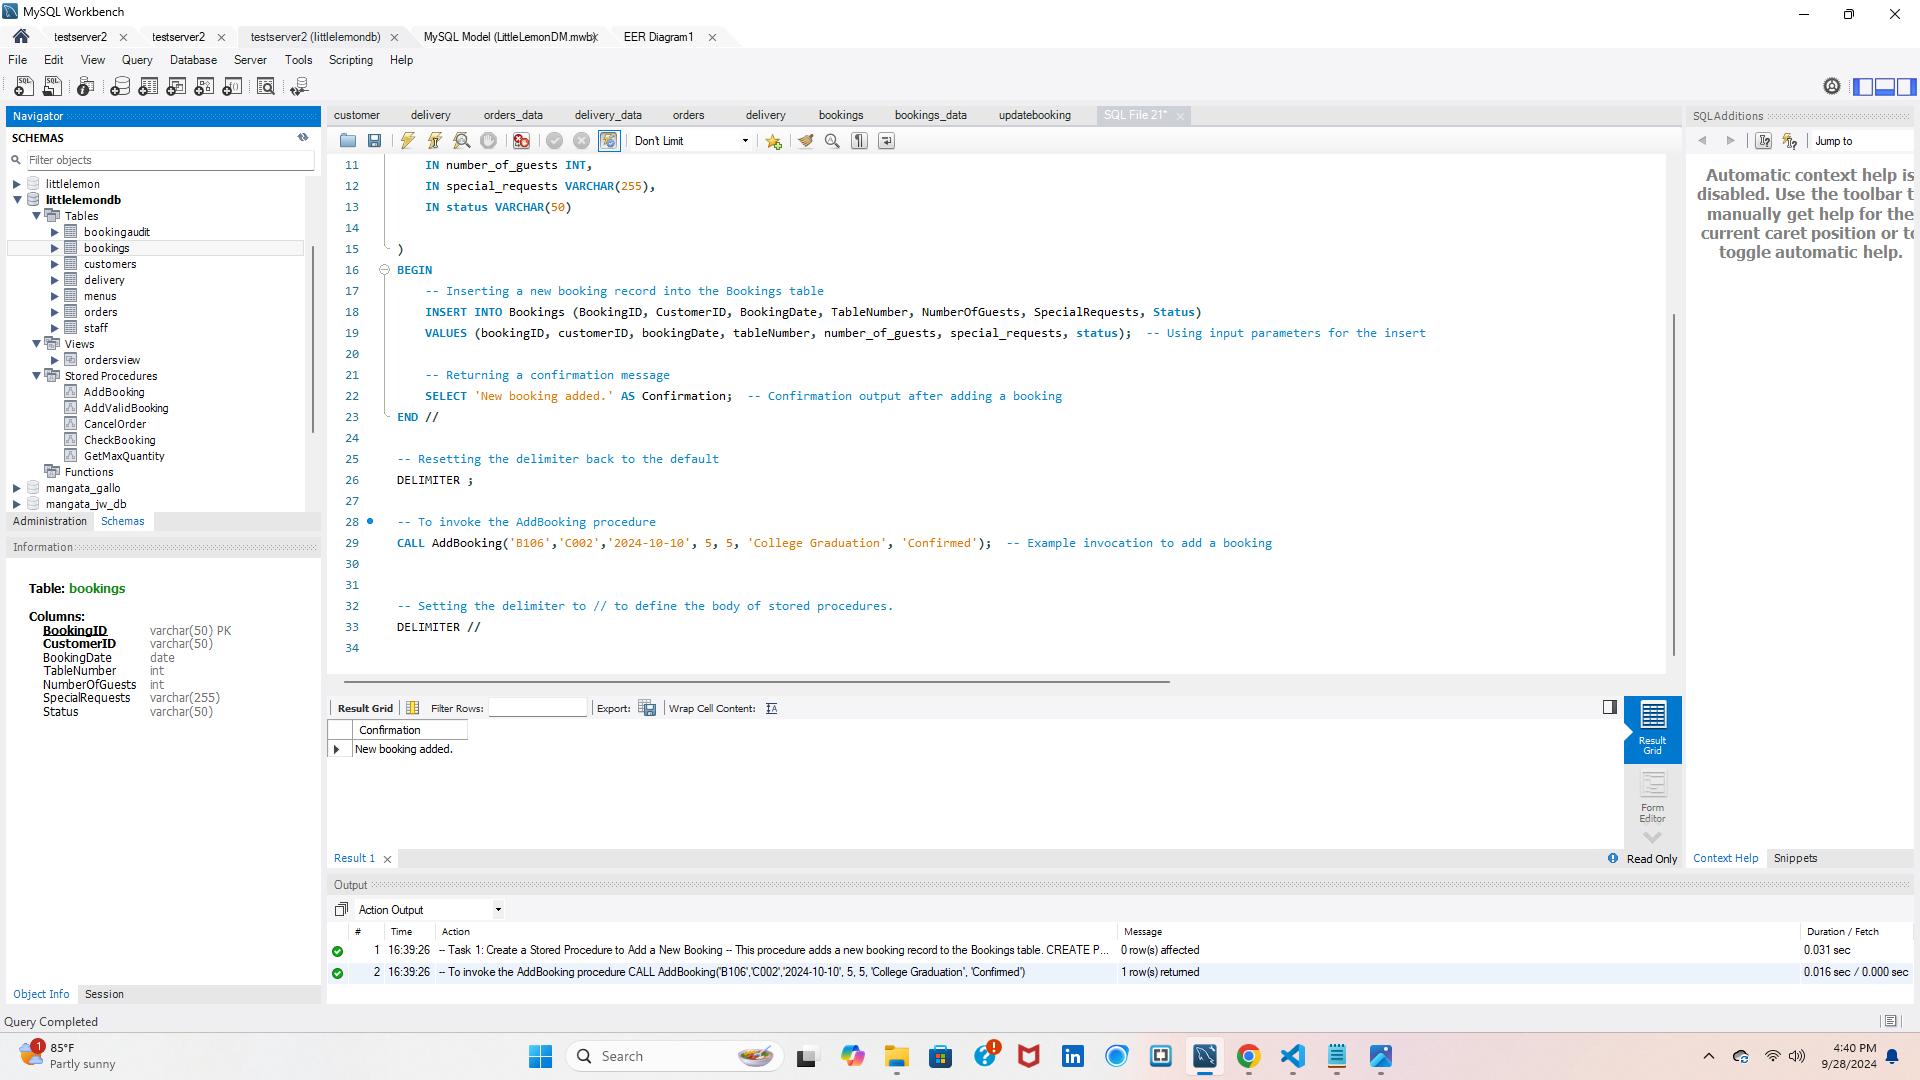 MySQL Workbench
testserver2
testserver2
testserver2 (littlelemondb)
MySQL Model (LittleLemonDM.mwb)
EER Diagram1
File Edit View Query Database Server Tools Scripting Help
Navigator
SCHEMAS
Filter objects
littlelemon
littlelemondb
Tables
bookingaudit
bookings
customers
delivery
menus
orders
staff
Views
ordersview
Stored Procedures
AddBooking
AddValidBooking
CancelOrder
CheckBooking
GetMaxQuantity
Functions
mangata_gallo
mangata_jw_db
Administration Schemas
Information
Table: bookings
Columns:
BookingID varchar(50) PK
CustomerID varchar(50)
BookingDate date
TableNumber int
NumberOfGuests int
SpecialRequests varchar(255)
Status varchar(50)
Object Info Session
customer delivery orders_data delivery_data orders delivery bookings bookings_data updatebooking SQL File 21*
Don't Limit
11 IN number_of_guests INT,
12 IN special_requests VARCHAR(255),
13 IN status VARCHAR(50)
14
15 )
16 BEGIN
17 -- Inserting a new booking record into the Bookings table
18 INSERT INTO Bookings (BookingID, CustomerID, BookingDate, TableNumber, NumberOfGuests, SpecialRequests, Status)
19 VALUES (bookingID, customerID, bookingDate, tableNumber, number_of_guests, special_requests, status);  -- Using input parameters for the insert
20
21 -- Returning a confirmation message
22 SELECT 'New booking added.' AS Confirmation;  -- Confirmation output after adding a booking
23 END //
24
25 -- Resetting the delimiter back to the default
26 DELIMITER ;
27
28 -- To invoke the AddBooking procedure
29 CALL AddBooking('B106','C002','2024-10-10', 5, 5, 'College Graduation', 'Confirmed');  -- Example invocation to add a booking
30
31
32 -- Setting the delimiter to // to define the body of stored procedures.
33 DELIMITER //
34
Result Grid Filter Rows: Export: Wrap Cell Content:
Confirmation
New booking added.
Result
Grid
Form
Editor
Result 1
Read Only
SQLAdditions
Jump to
Automatic context help is
disabled. Use the toolbar t
manually get help for the
current caret position or to
toggle automatic help.
Context Help Snippets
Output
Action Output
# Time Action Message Duration / Fetch
1 16:39:26 -- Task 1: Create a Stored Procedure to Add a New Booking -- This procedure adds a new booking record to the Bookings table. CREATE P... 0 row(s) affected 0.031 sec
2 16:39:26 -- To invoke the AddBooking procedure CALL AddBooking('B106','C002','2024-10-10', 5, 5, 'College Graduation', 'Confirmed') 1 row(s) returned 0.016 sec / 0.000 sec
Query Completed
1
85°F
Partly sunny
Search
4:40 PM
9/28/2024